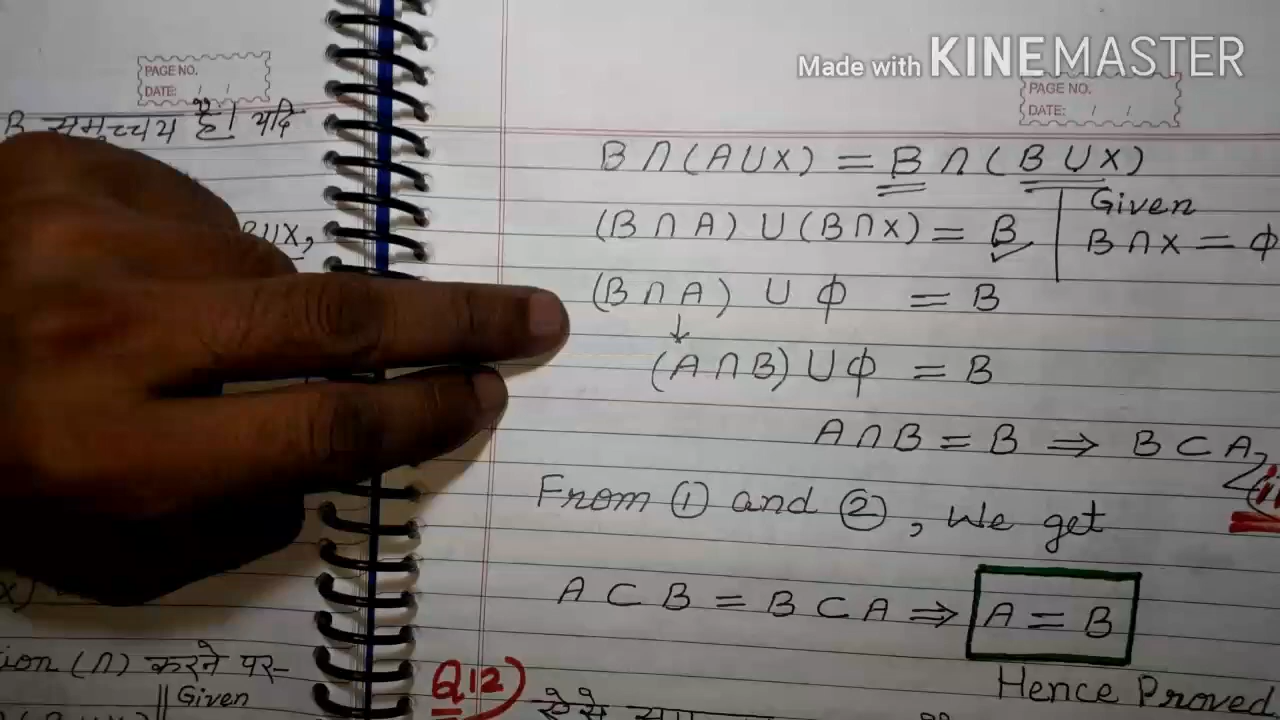 PAGE NO.
DATE: / /
B समुच्चय है। यदि
BUX,
ion (∩) करने पर-
Given
Made with KINEMASTER
PAGE NO.
DATE: / /
B ∩ (A ∪ X) = B ∩ (B ∪ X)
(B ∩ A) ∪ (B ∩ X) = B
Given
B ∩ X = ϕ
(B ∩ A) ∪ ϕ = B
↓
(A ∩ B) ∪ ϕ = B
A ∩ B = B ⇒ B ⊂ A,
From ① and ②, We get
A ⊂ B = B ⊂ A ⇒ A = B
Hence Proved
Q12)